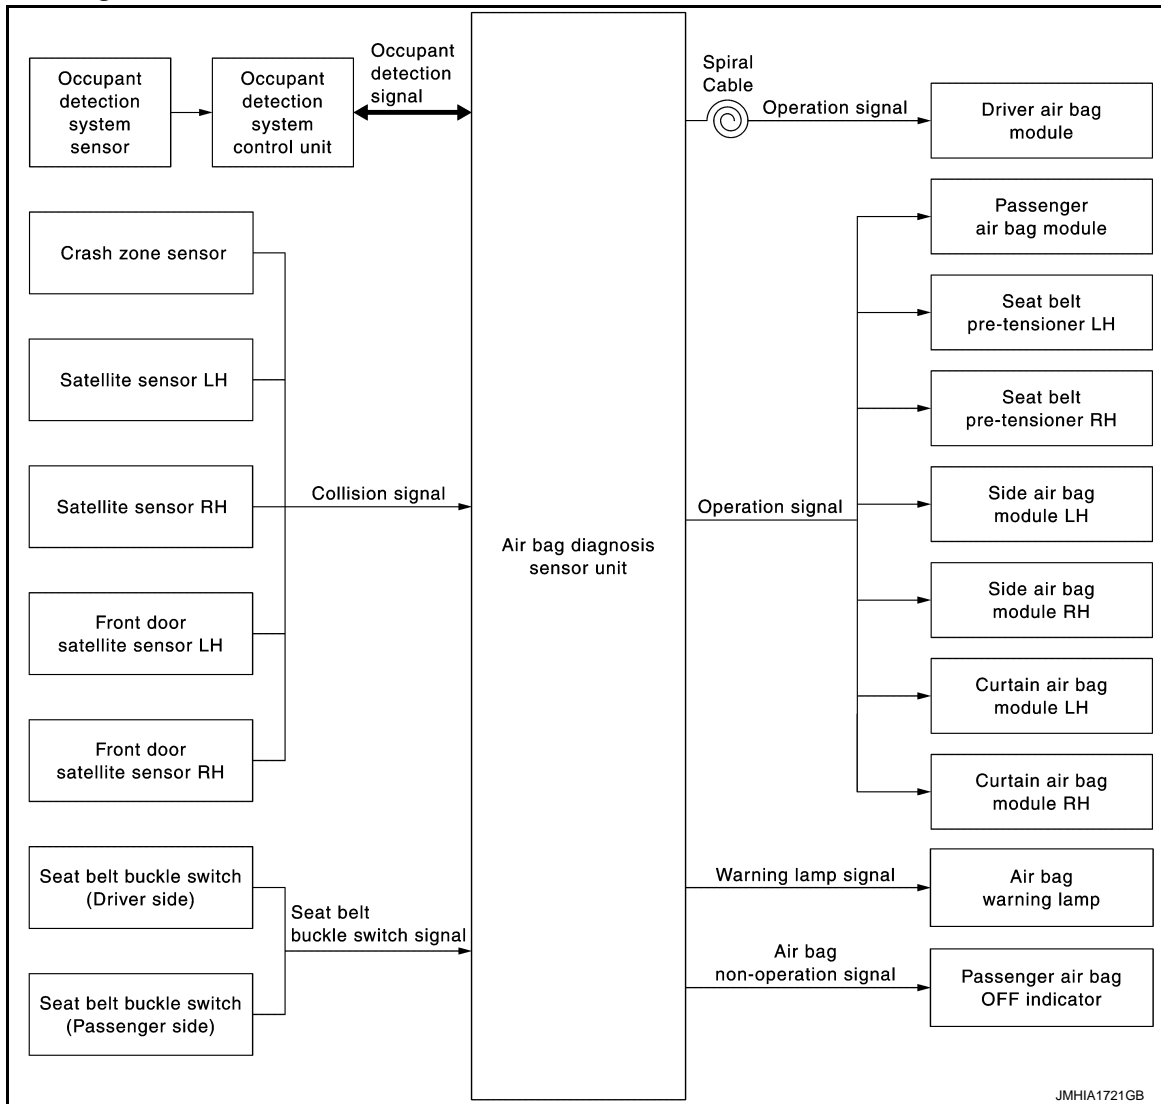 Occupant
detection
system
sensor
Occupant
detection
system
control unit
Occupant
detection
signal
Crash zone sensor
Satellite sensor LH
Satellite sensor RH
Front door
satellite sensor LH
Front door
satellite sensor RH
Collision signal
Seat belt buckle switch
(Driver side)
Seat belt buckle switch
(Passenger side)
Seat belt
buckle switch signal
Air bag diagnosis
sensor unit
Spiral
Cable
Operation signal
Driver air bag
module
Operation signal
Passenger
air bag module
Seat belt
pre-tensioner LH
Seat belt
pre-tensioner RH
Side air bag
module LH
Side air bag
module RH
Curtain air bag
module LH
Curtain air bag
module RH
Warning lamp signal
Air bag
warning lamp
Air bag
non-operation signal
Passenger air bag
OFF indicator
JMHIA1721GB